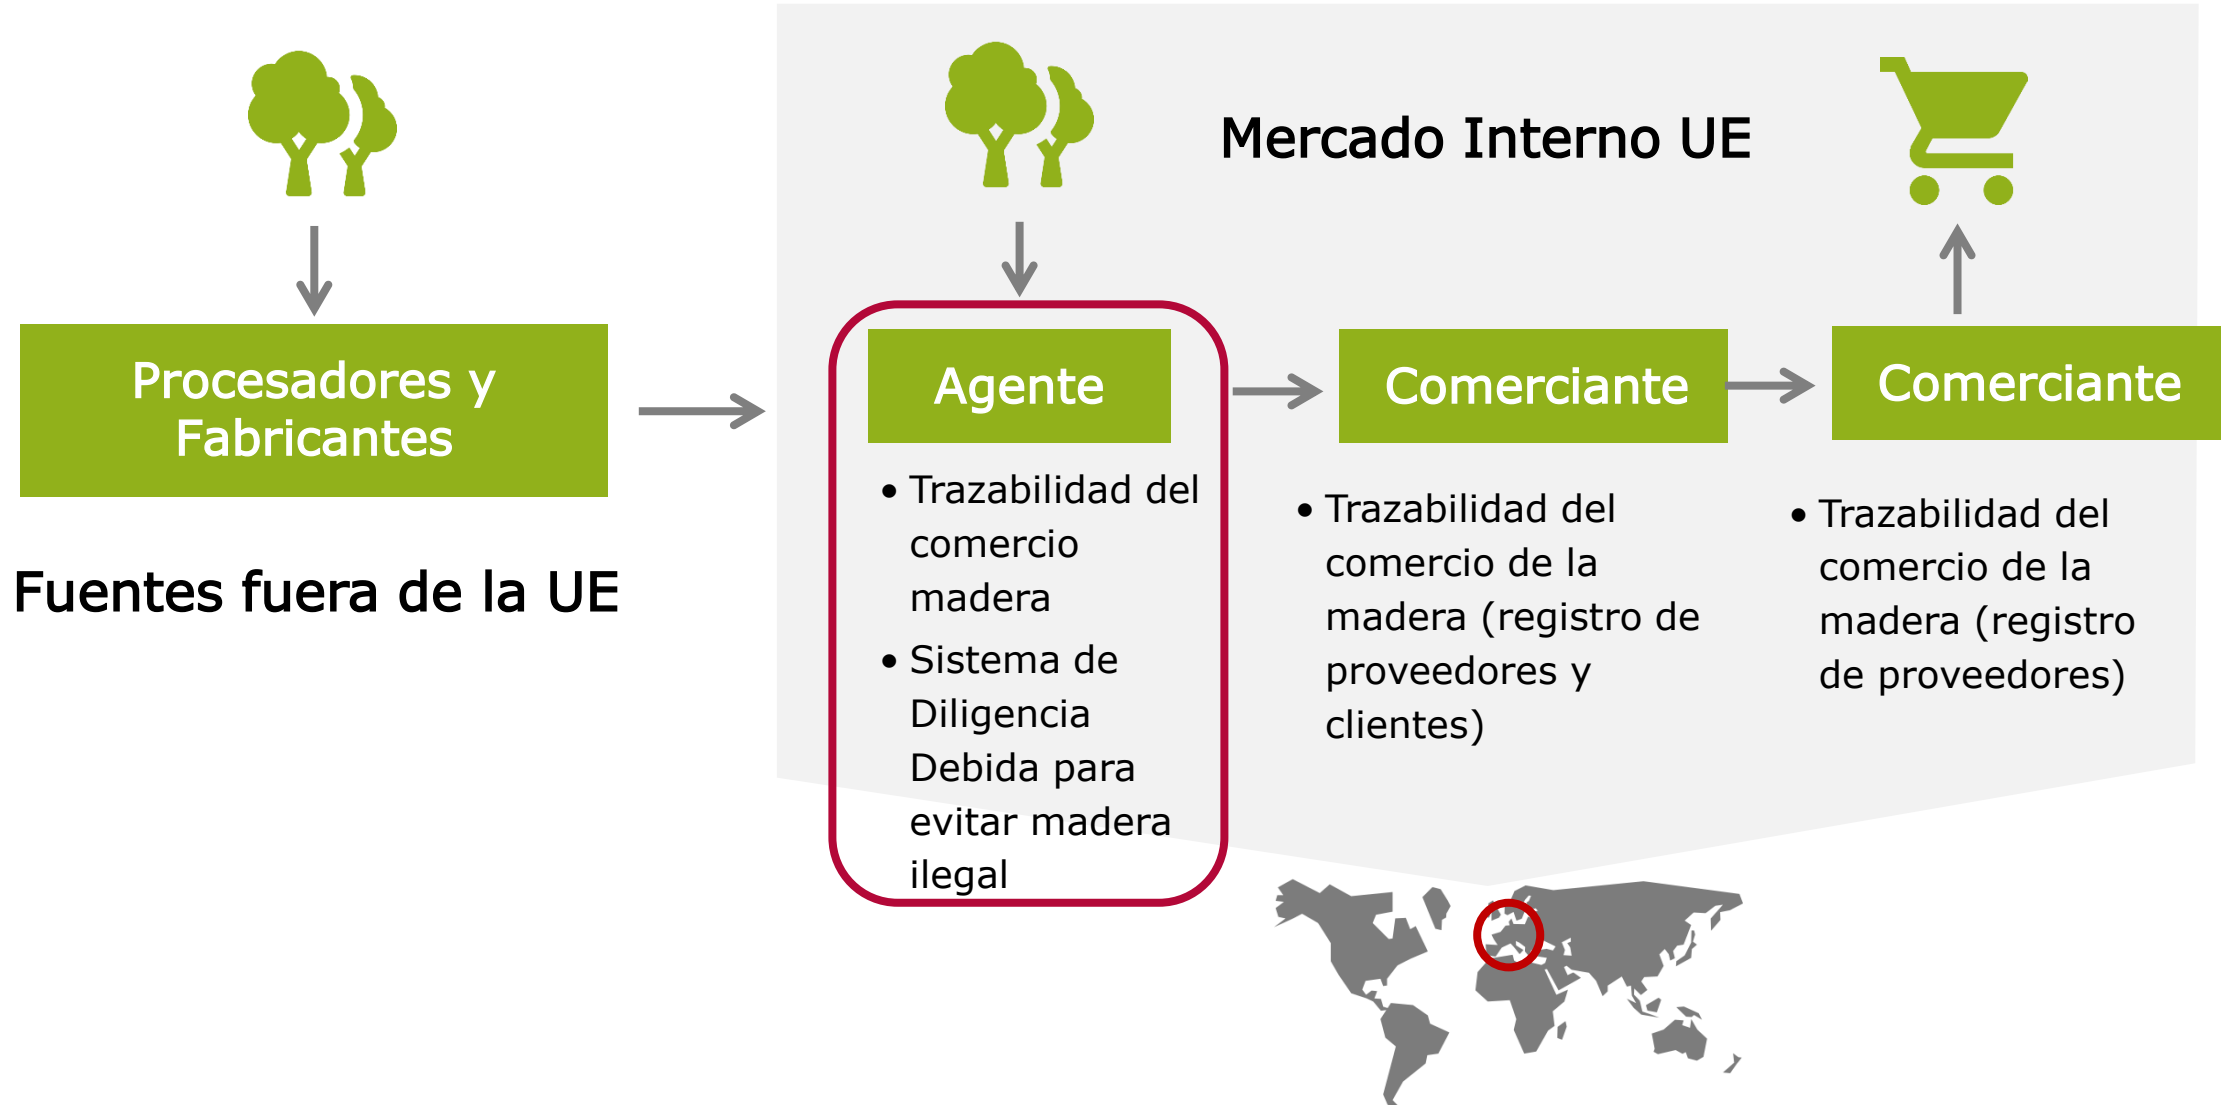 Mercado Interno UE
Procesadores y
Fabricantes
Fuentes fuera de la UE
Agente
• Trazabilidad del
comercio
madera
• Sistema de
Diligencia
Debida para
evitar madera
ilegal
Comerciante
• Trazabilidad del
comercio de la
madera (registro de
proveedores y
clientes)
Comerciante
• Trazabilidad del
comercio de la
madera (registro
de proveedores)